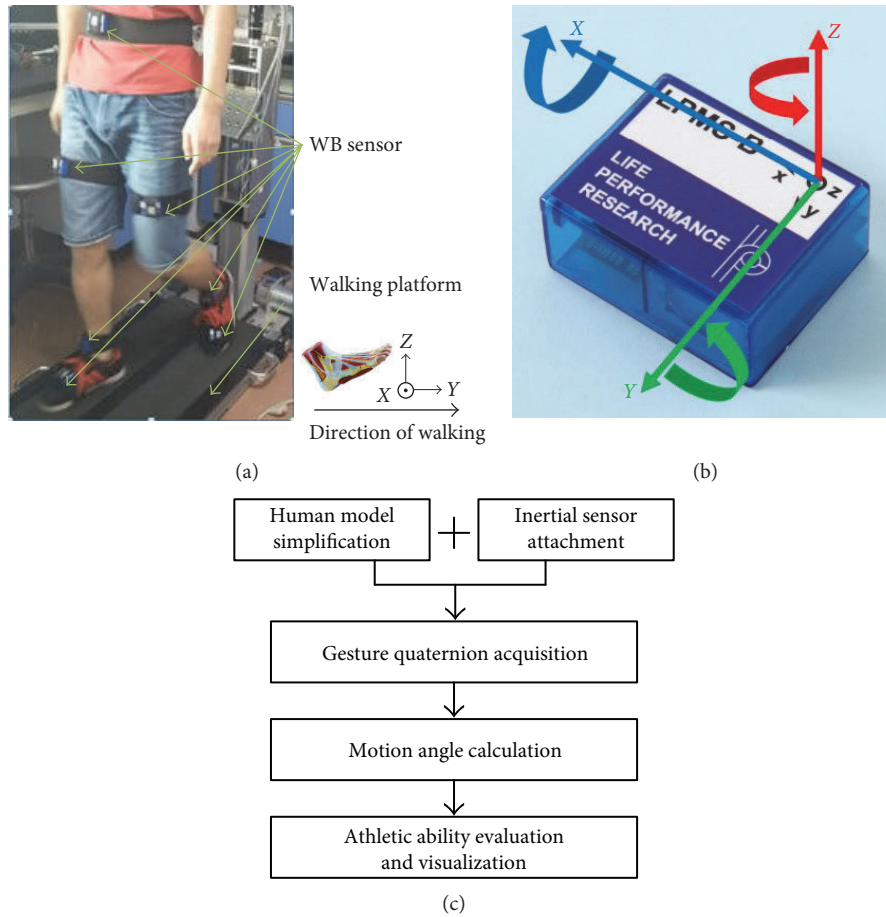 WB sensor
Walking platform
Z
X
Y
Direction of walking
(a)
X
Z
LPMS-B
x
z
y
LIFE
PERFORMANCE
RESEARCH
Y
(b)
Human model
simplification
+
Inertial sensor
attachment
Gesture quaternion acquisition
Motion angle calculation
Athletic ability evaluation
and visualization
(c)